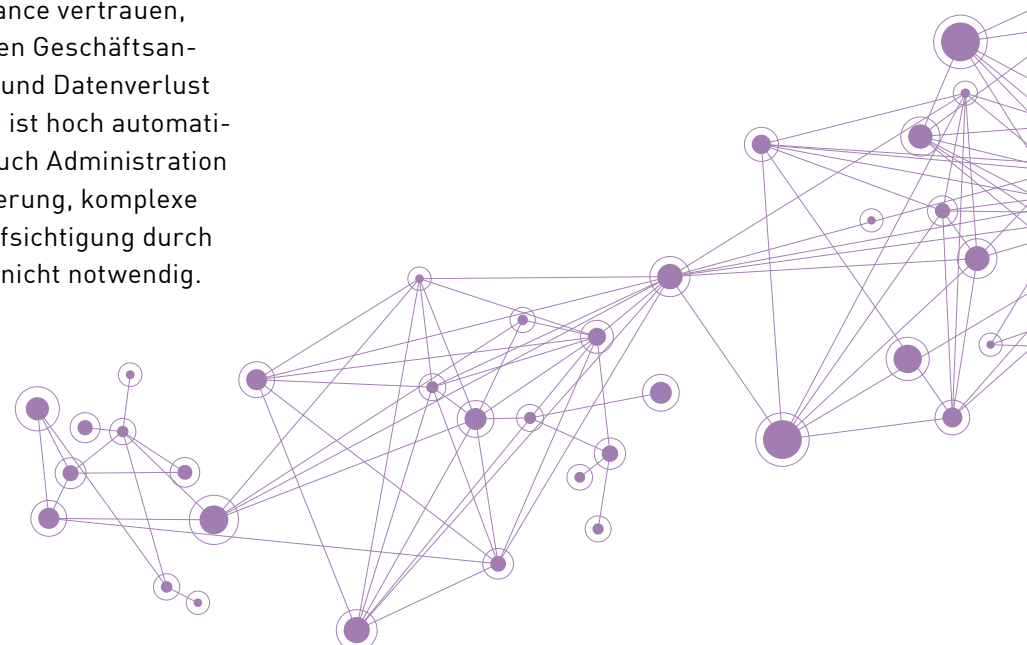 ance vertrauen,
en Geschäftsan-
und Datenverlust
ist hoch automati-
uch Administration
erung, komplexe
fsichtigung durch
nicht notwendig.